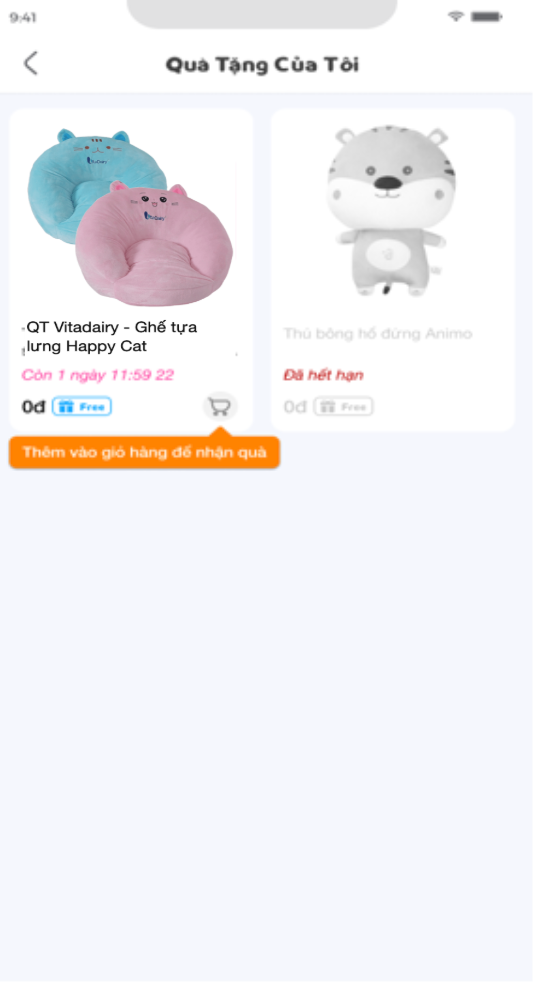 9:41
Quà Tặng Của Tôi
QT Vitadairy - Ghế tựa
lưng Happy Cat
Còn 1 ngày 11:59 22
0đ Free
Thêm vào giỏ hàng để nhận quà
Thú bông hổ đứng Animo
Đã hết hạn
0đ Free